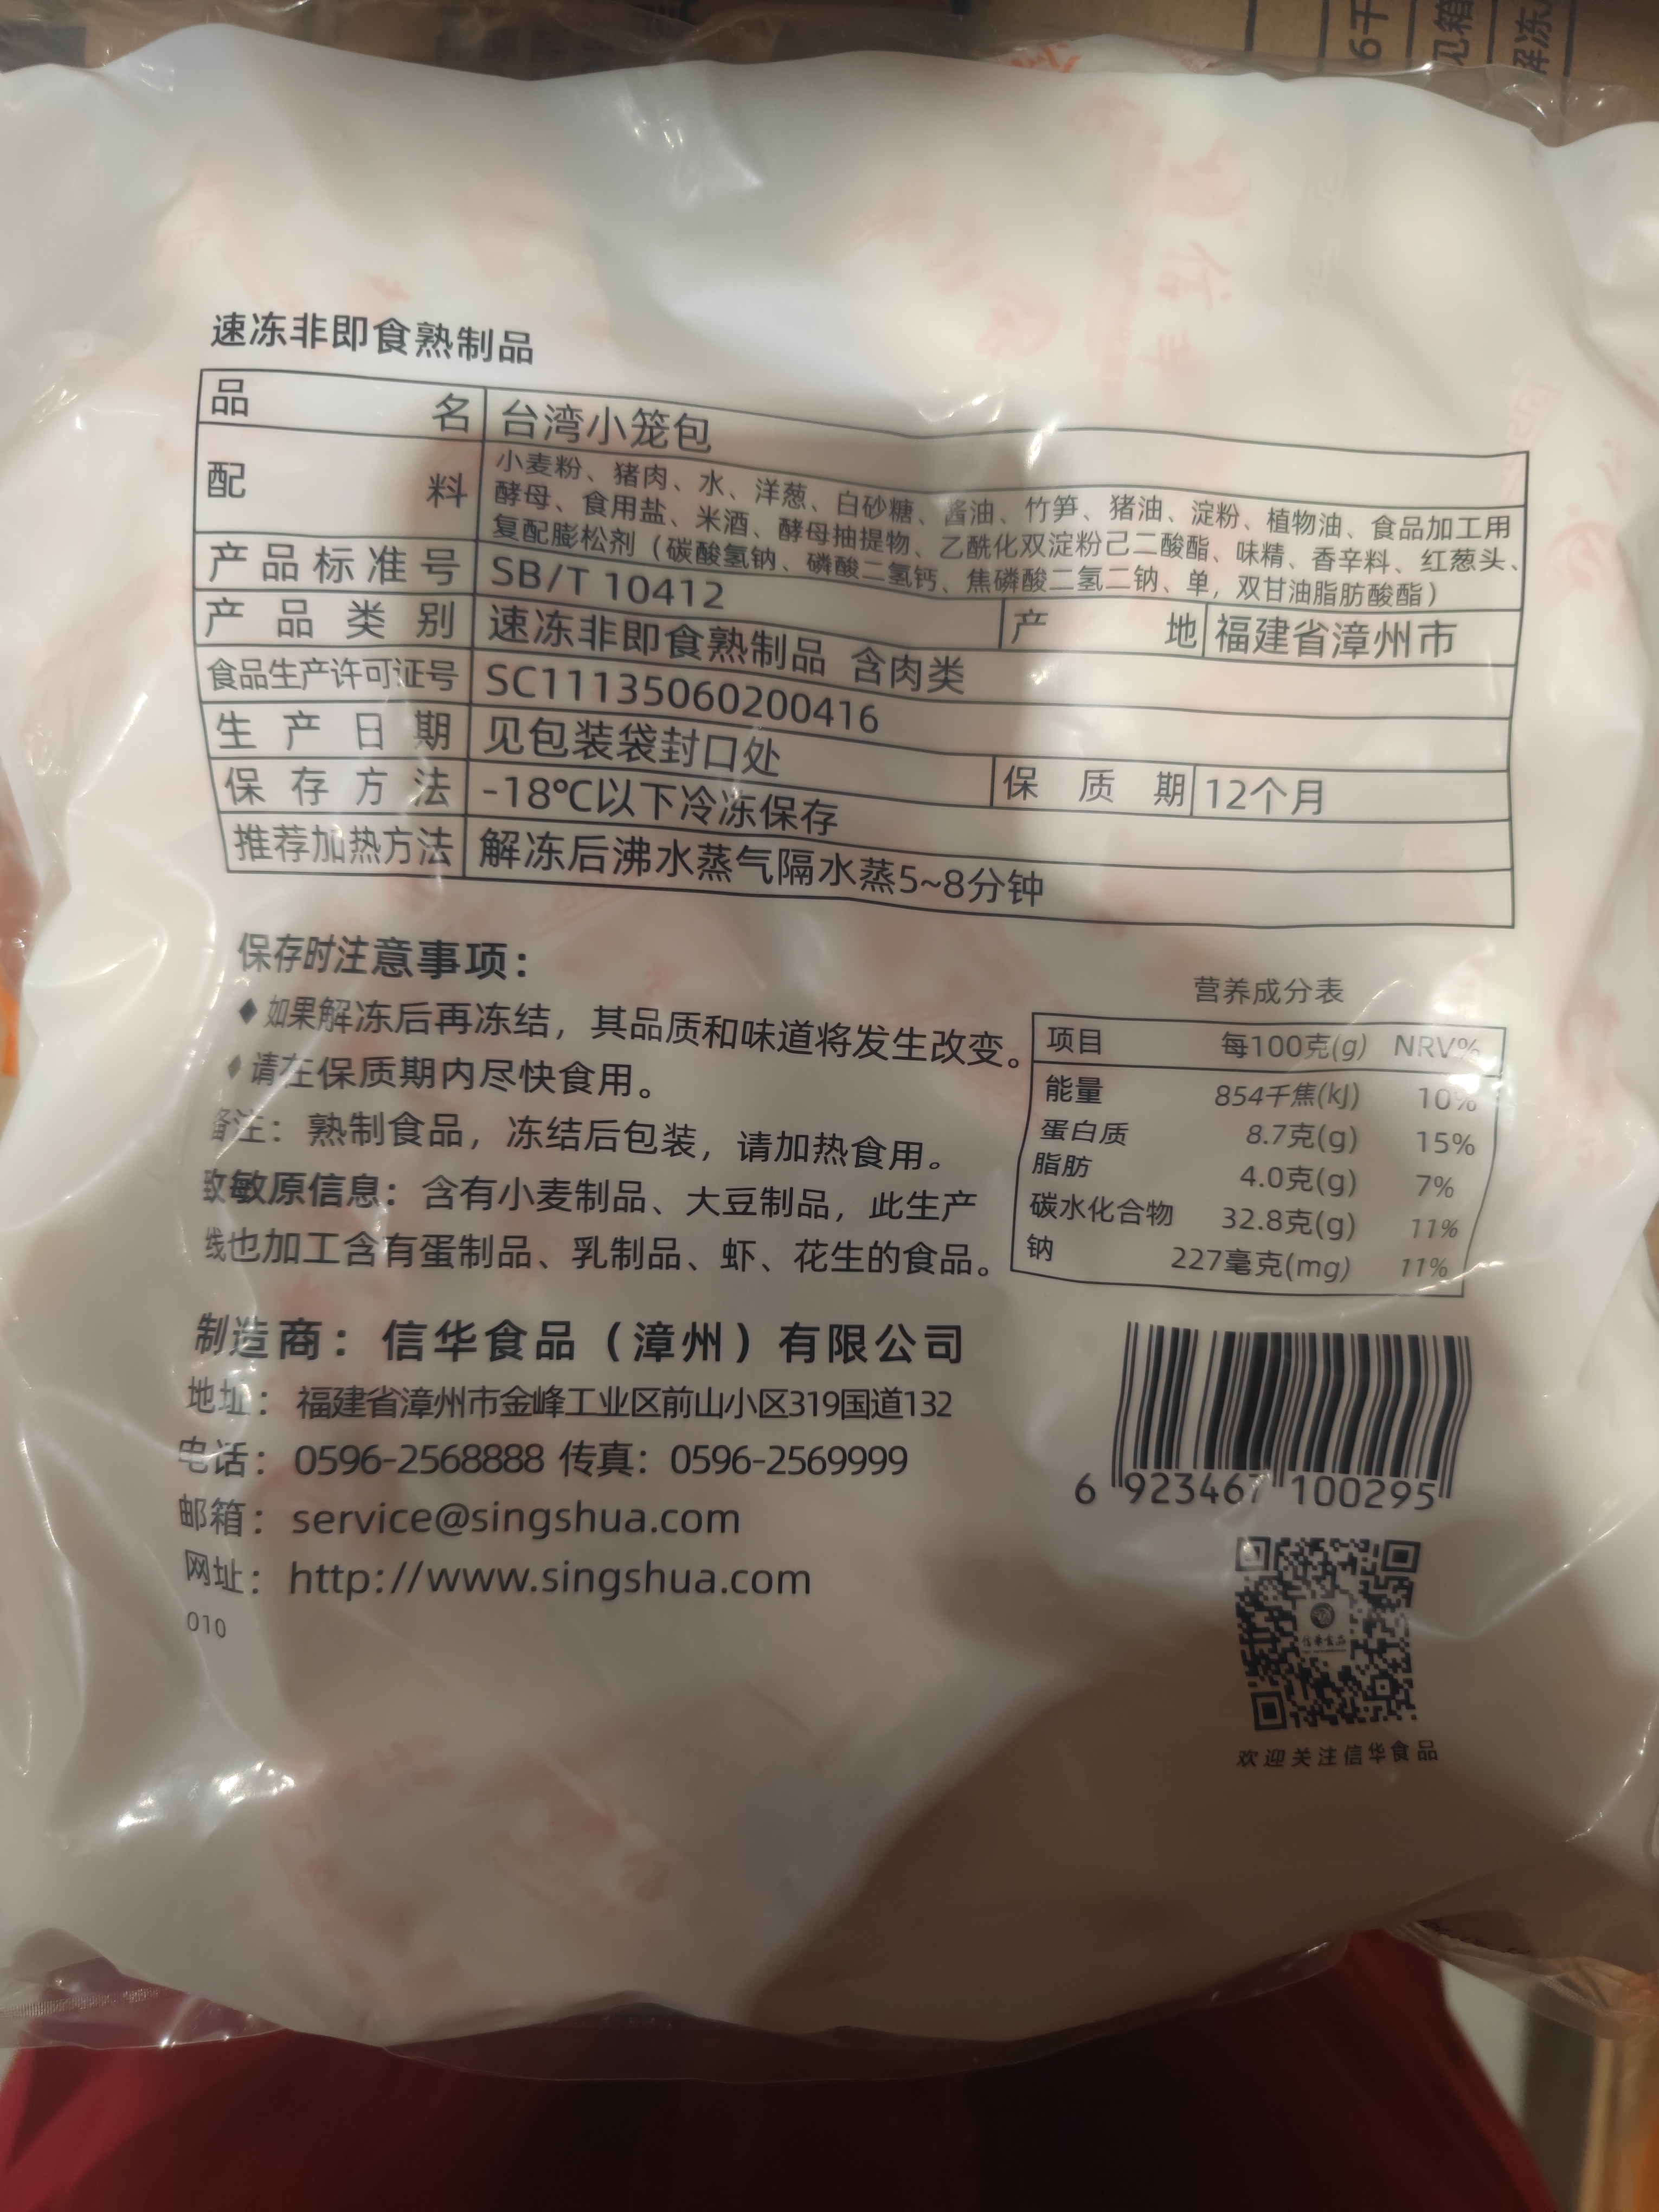 6千
见箱
解冻
速冻非即食熟制品
品名 台湾小笼包
配料 小麦粉、猪肉、水、洋葱、白砂糖、酱油、竹笋、猪油、淀粉、植物油、食品加工用
酵母、食用盐、米酒、酵母抽提物、乙酰化双淀粉己二酸酯、味精、香辛料、红葱头、
复配膨松剂（碳酸氢钠、磷酸二氢钙、焦磷酸二氢二钠、单，双甘油脂肪酸酯）
产品标准号 SB/T 10412 产地 福建省漳州市
产品类别 速冻非即食熟制品 含肉类
食品生产许可证号 SC11135060200416
生产日期 见包装袋封口处 保质期 12个月
保存方法 -18℃以下冷冻保存
推荐加热方法 解冻后沸水蒸气隔水蒸5~8分钟
保存时注意事项：
◆如果解冻后再冻结，其品质和味道将发生改变。
◆请在保质期内尽快食用。
备注：熟制食品，冻结后包装，请加热食用。
致敏原信息：含有小麦制品、大豆制品，此生产
线也加工含有蛋制品、乳制品、虾、花生的食品。
营养成分表
项目 每100克(g) NRV%
能量 854千焦(kJ) 10%
蛋白质 8.7克(g) 15%
脂肪 4.0克(g) 7%
碳水化合物 32.8克(g) 11%
钠 227毫克(mg) 11%
制造商：信华食品（漳州）有限公司
地址：福建省漳州市金峰工业区前山小区319国道132
电话：0596-2568888 传真：0596-2569999
邮箱：service@singshua.com
网址：http://www.singshua.com
010
6 923467 100295
信华食品
欢迎关注信华食品